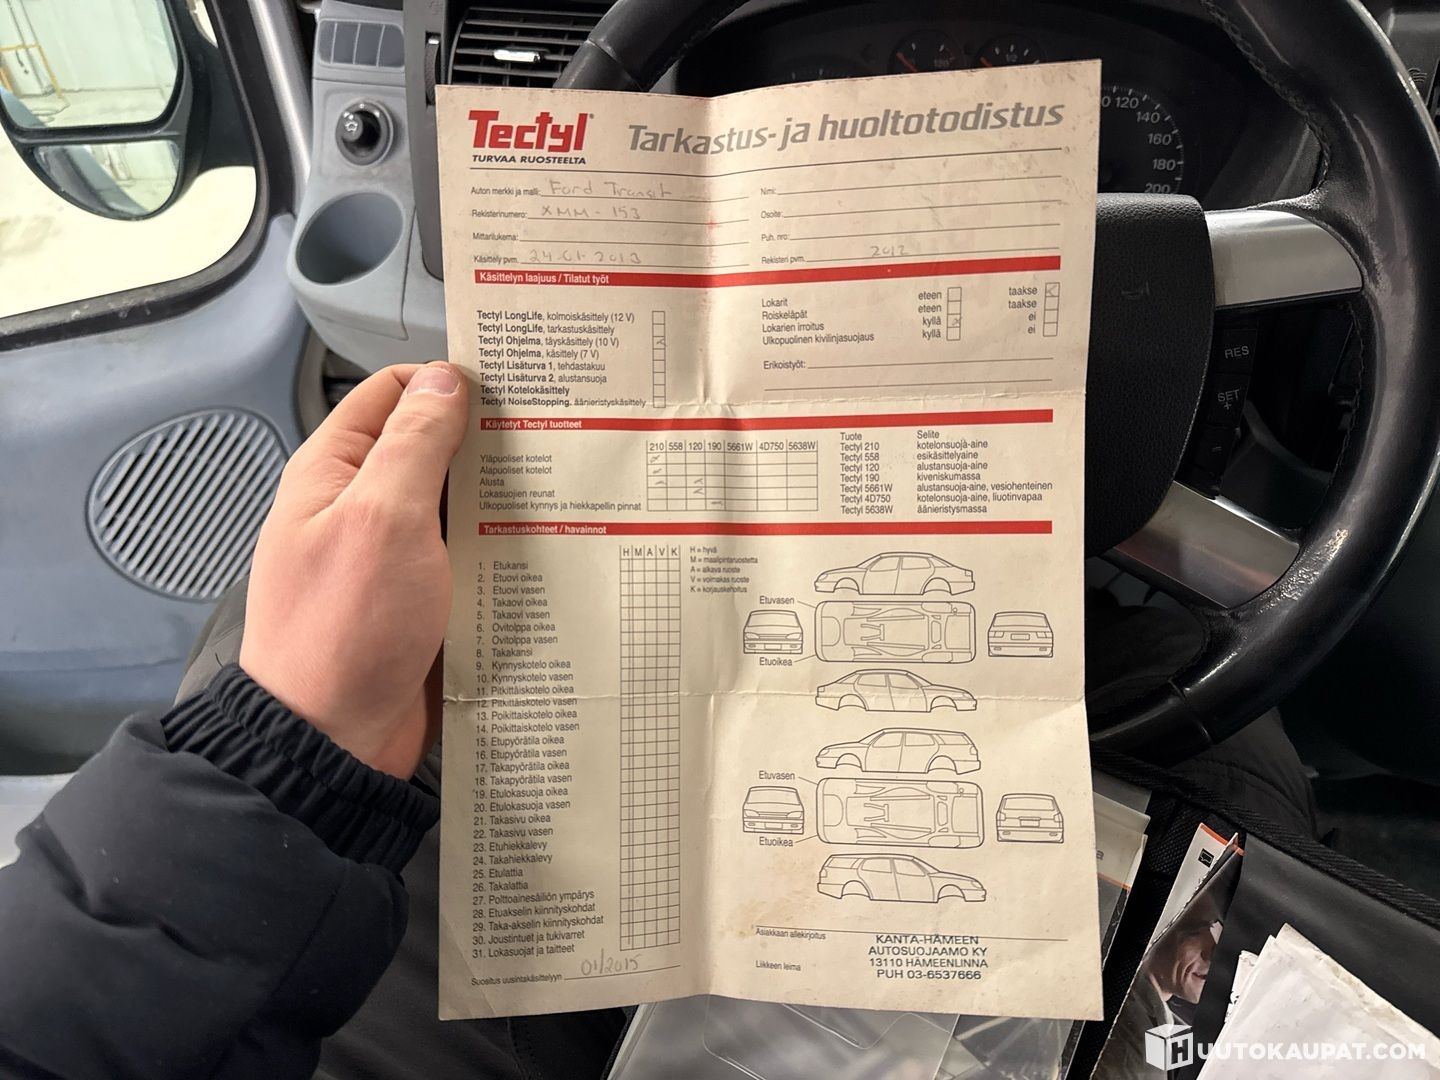 Tectyl®
TURVAA RUOSTEELTA
Tarkastus- ja huoltotodistus
Auton merkki ja malli: Ford Transit
Rekisterinumero: XMM-153
Mittarilukema:
Käsittely pvm. 24-01-2013
Nimi:
Osoite:
Puh. nro:
Rekisteri pvm. 2012
Käsittelyn laajuus / Tilatut työt
Tectyl LongLife, kolmoiskäsittely (12 V)
Tectyl LongLife, tarkastuskäsittely
Tectyl Ohjelma, täyskäsittely (10 V)
Tectyl Ohjelma, käsittely (7 V)
Tectyl Lisäturva 1, tehdastakuu
Tectyl Lisäturva 2, alustansuoja
Tectyl Kotelokäsittely
Tectyl NoiseStopping, äänieristyskäsittely
Lokarit eteen taakse
Roiskeläpät eteen taakse
Lokarien irroitus kyllä ei
Ulkopuolinen kivilinjasuojaus kyllä ei
Erikoistyöt:
Käytetyt Tectyl tuotteet
210 558 120 190 5661W 4D750 5638W
Yläpuoliset kotelot
Alapuoliset kotelot
Alusta
Lokasuojien reunat
Ulkopuoliset kynnys ja hiekkapellin pinnat
Tuote Selite
Tectyl 210 kotelonsuoja-aine
Tectyl 558 esikäsittelyaine
Tectyl 120 alustansuoja-aine
Tectyl 190 kiveniskumassa
Tectyl 5661W alustansuoja-aine, vesiohenteinen
Tectyl 4D750 kotelonsuoja-aine, liuotinvapaa
Tectyl 5638W äänieristysmassa
Tarkastuskohteet / havainnot
H M A V K
H = hyvä
M = maalipintaruostetta
A = alkava ruoste
V = voimakas ruoste
K = korjauskehoitus
1. Etukansi
2. Etuovi oikea
3. Etuovi vasen
4. Takaovi oikea
5. Takaovi vasen
6. Ovitolppa oikea
7. Ovitolppa vasen
8. Takakansi
9. Kynnyskotelo oikea
10. Kynnyskotelo vasen
11. Pitkittäiskotelo oikea
12. Pitkittäiskotelo vasen
13. Poikittaiskotelo oikea
14. Poikittaiskotelo vasen
15. Etupyörätila oikea
16. Etupyörätila vasen
17. Takapyörätila oikea
18. Takapyörätila vasen
19. Etulokasuoja oikea
20. Etulokasuoja vasen
21. Takasivu oikea
22. Takasivu vasen
23. Etuhiekkalevy
24. Takahiekkalevy
25. Etulattia
26. Takalattia
27. Polttoainesäiliön ympärys
28. Etuakselin kiinnityskohdat
29. Taka-akselin kiinnityskohdat
30. Joustintuet ja tukivarret
31. Lokasuojat ja taitteet
Suositus uusintakäsittelyyn 01/2015
Etuvasen
Etuoikea
Etuvasen
Etuoikea
Asiakkaan allekirjoitus
Liikkeen leima
KANTA-HÄMEEN
AUTOSUOJAAMO KY
13110 HÄMEENLINNA
PUH 03-6537666
120
140
160
180
200
RES
SET
+
HUUTOKAUPAT.COM